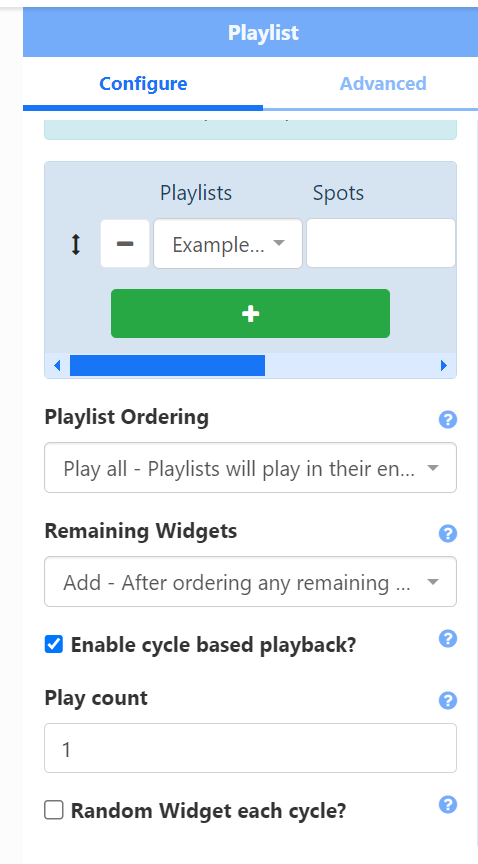 Playlist
Configure Advanced
Playlists Spots
Example...
Playlist Ordering
Play all - Playlists will play in their en...
Remaining Widgets
Add - After ordering any remaining ...
Enable cycle based playback?
Play count
1
Random Widget each cycle?